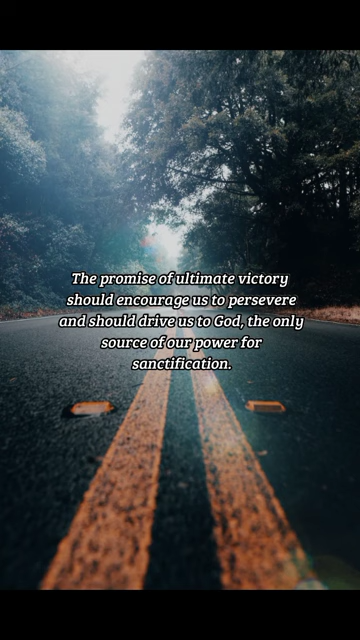 The promise of ultimate victory
should encourage us to persevere
and should drive us to God, the only
source of our power for
sanctification.